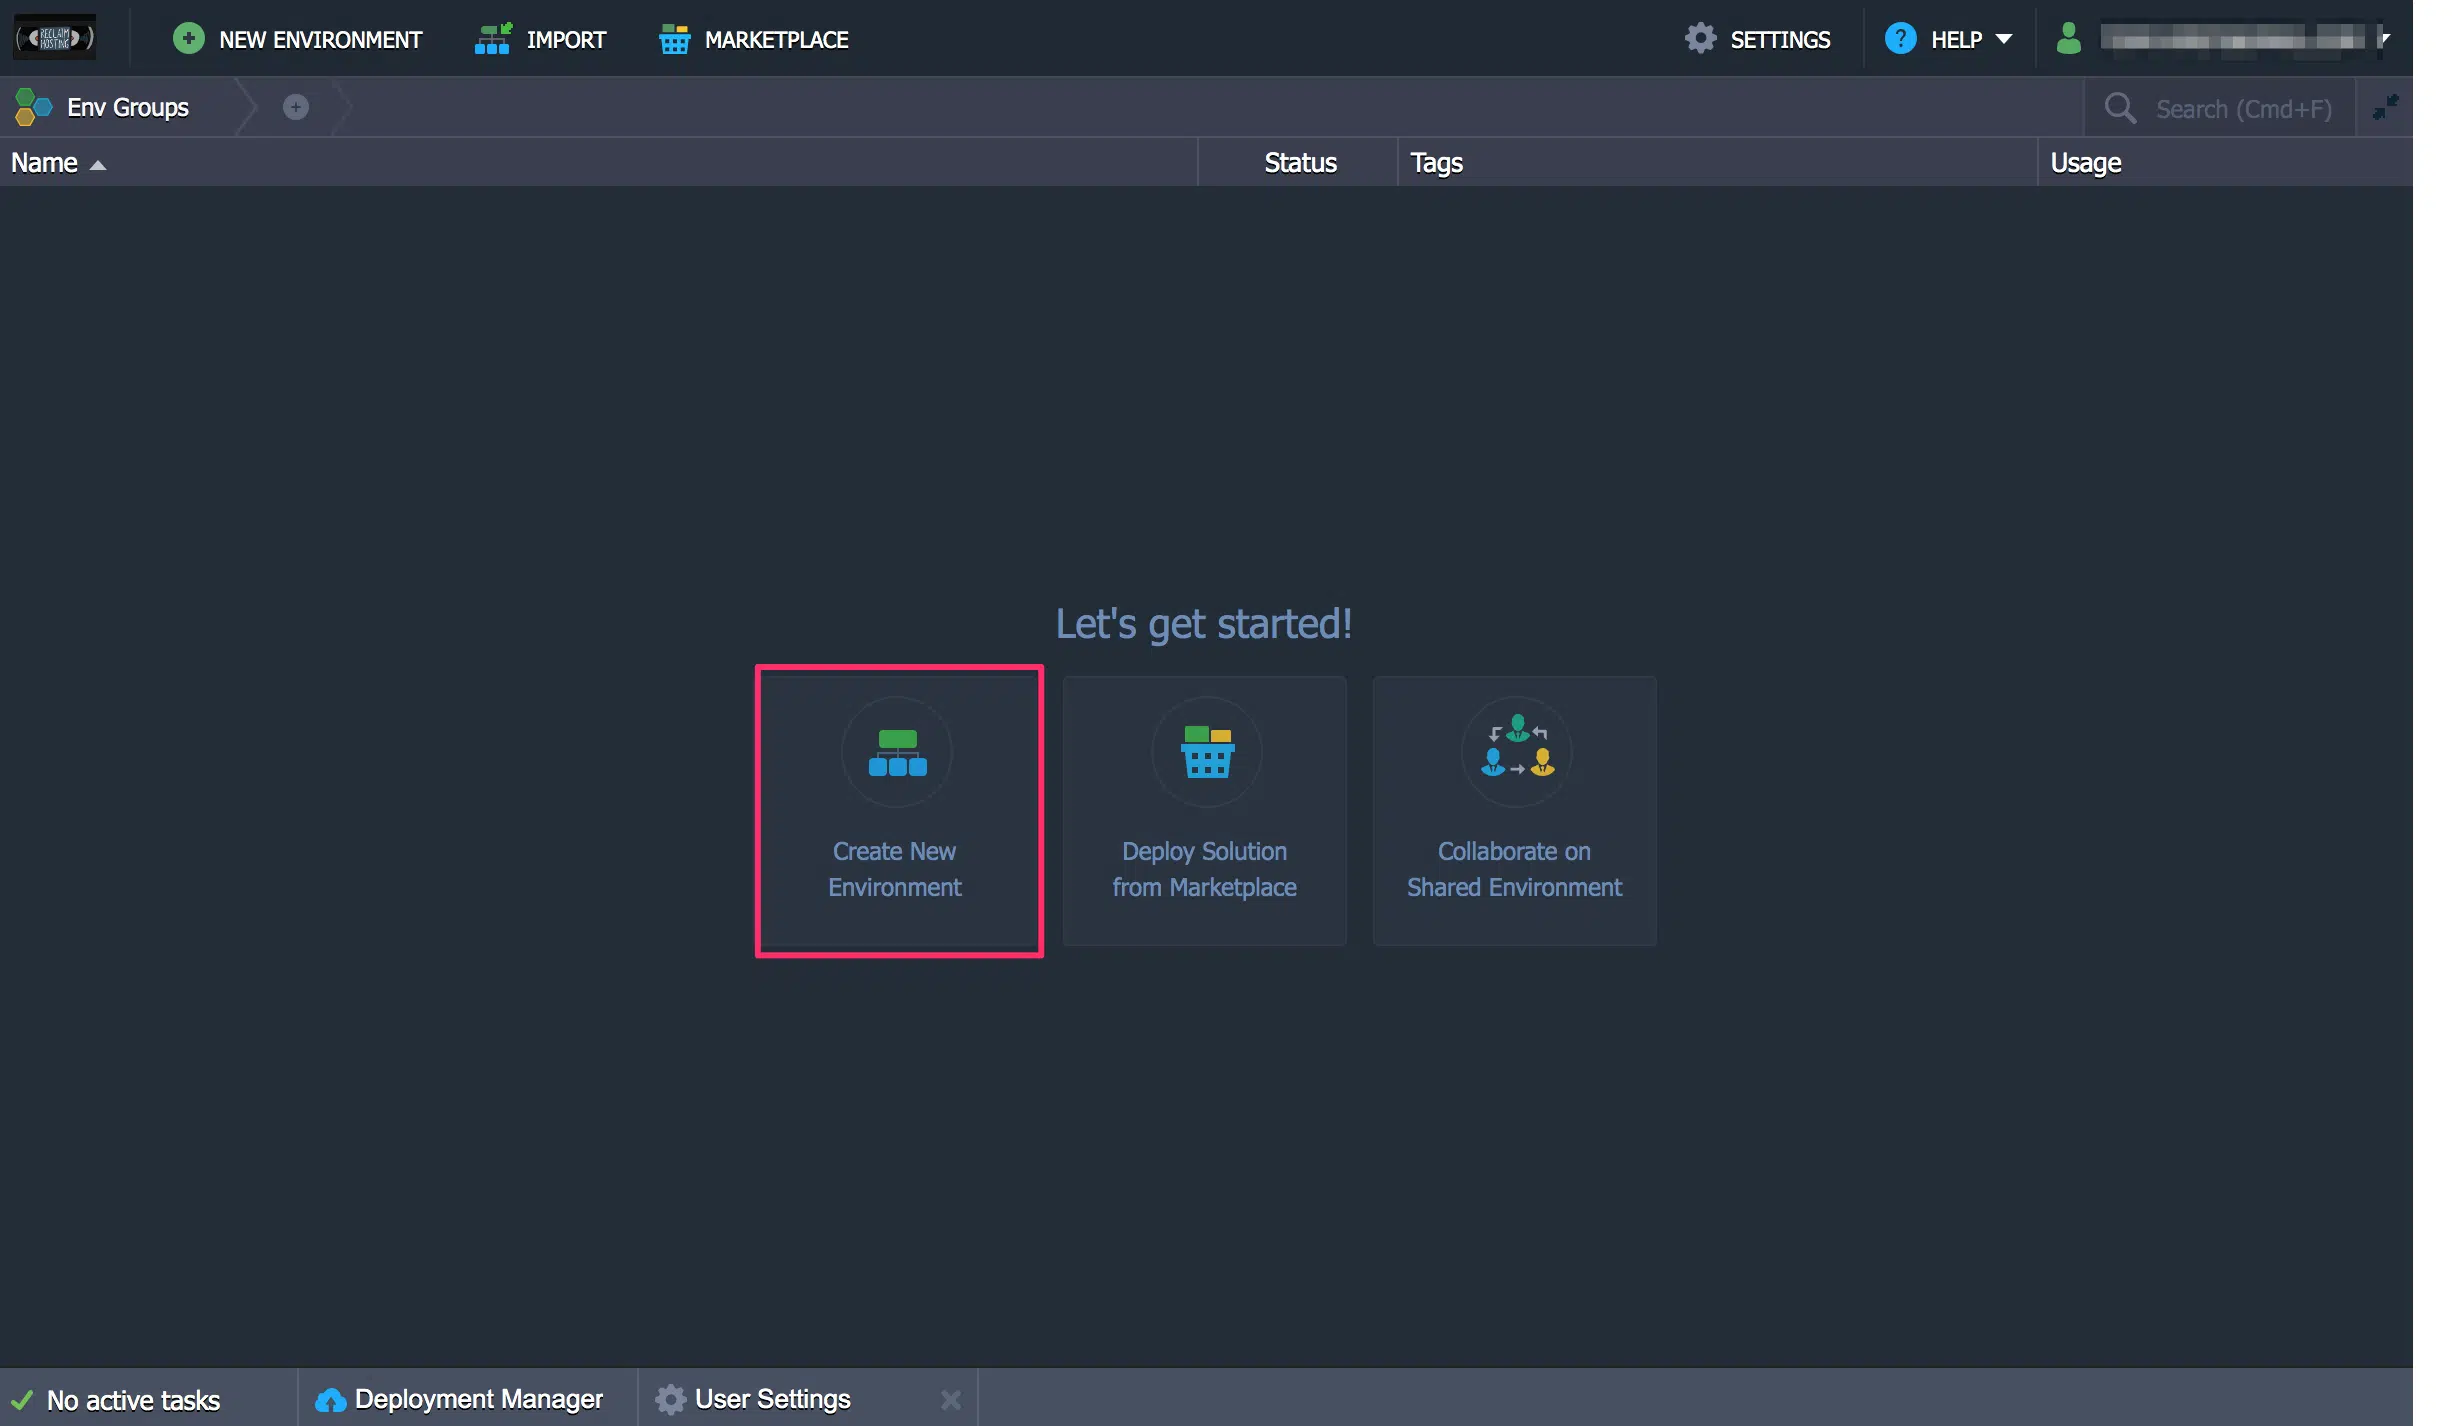 RECLAIM
HOSTING
NEW ENVIRONMENT
IMPORT
MARKETPLACE
SETTINGS
? HELP
Env Groups
Search (Cmd+F)
Name
Status
Tags
Usage
Let's get started!
Create New
Environment
Deploy Solution
from Marketplace
Collaborate on
Shared Environment
No active tasks
Deployment Manager
User Settings